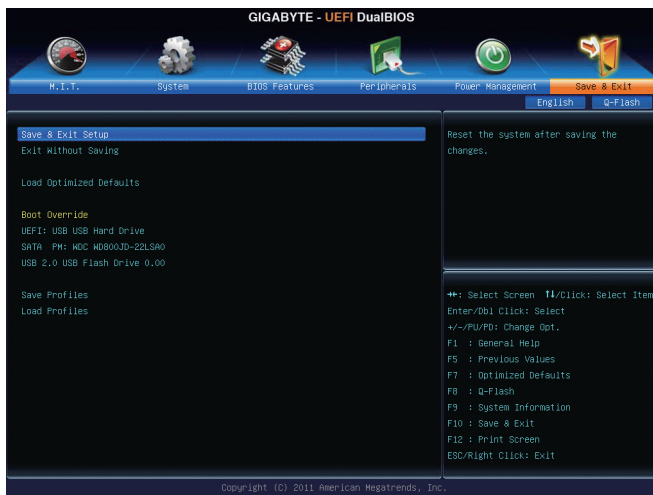 GIGABYTE - UEFI DualBIOS
M.I.T.
System
BIOS Features
Peripherals
Power Management
Save & Exit
English
Q-Flash
Save & Exit Setup
Exit Without Saving
Load Optimized Defaults
Boot Override
UEFI: USB USB Hard Drive
SATA PM: WDC WD800JD-22LSA0
USB 2.0 USB Flash Drive 0.00
Save Profiles
Load Profiles
Reset the system after saving the
changes.
→←: Select Screen ↑↓/Click: Select Item
Enter/Dbl Click: Select
+/-/PU/PD: Change Opt.
F1 : General Help
F5 : Previous Values
F7 : Optimized Defaults
F8 : Q-Flash
F9 : System Information
F10 : Save & Exit
F12 : Print Screen
ESC/Right Click: Exit
Copyright (C) 2011 American Megatrends, Inc.